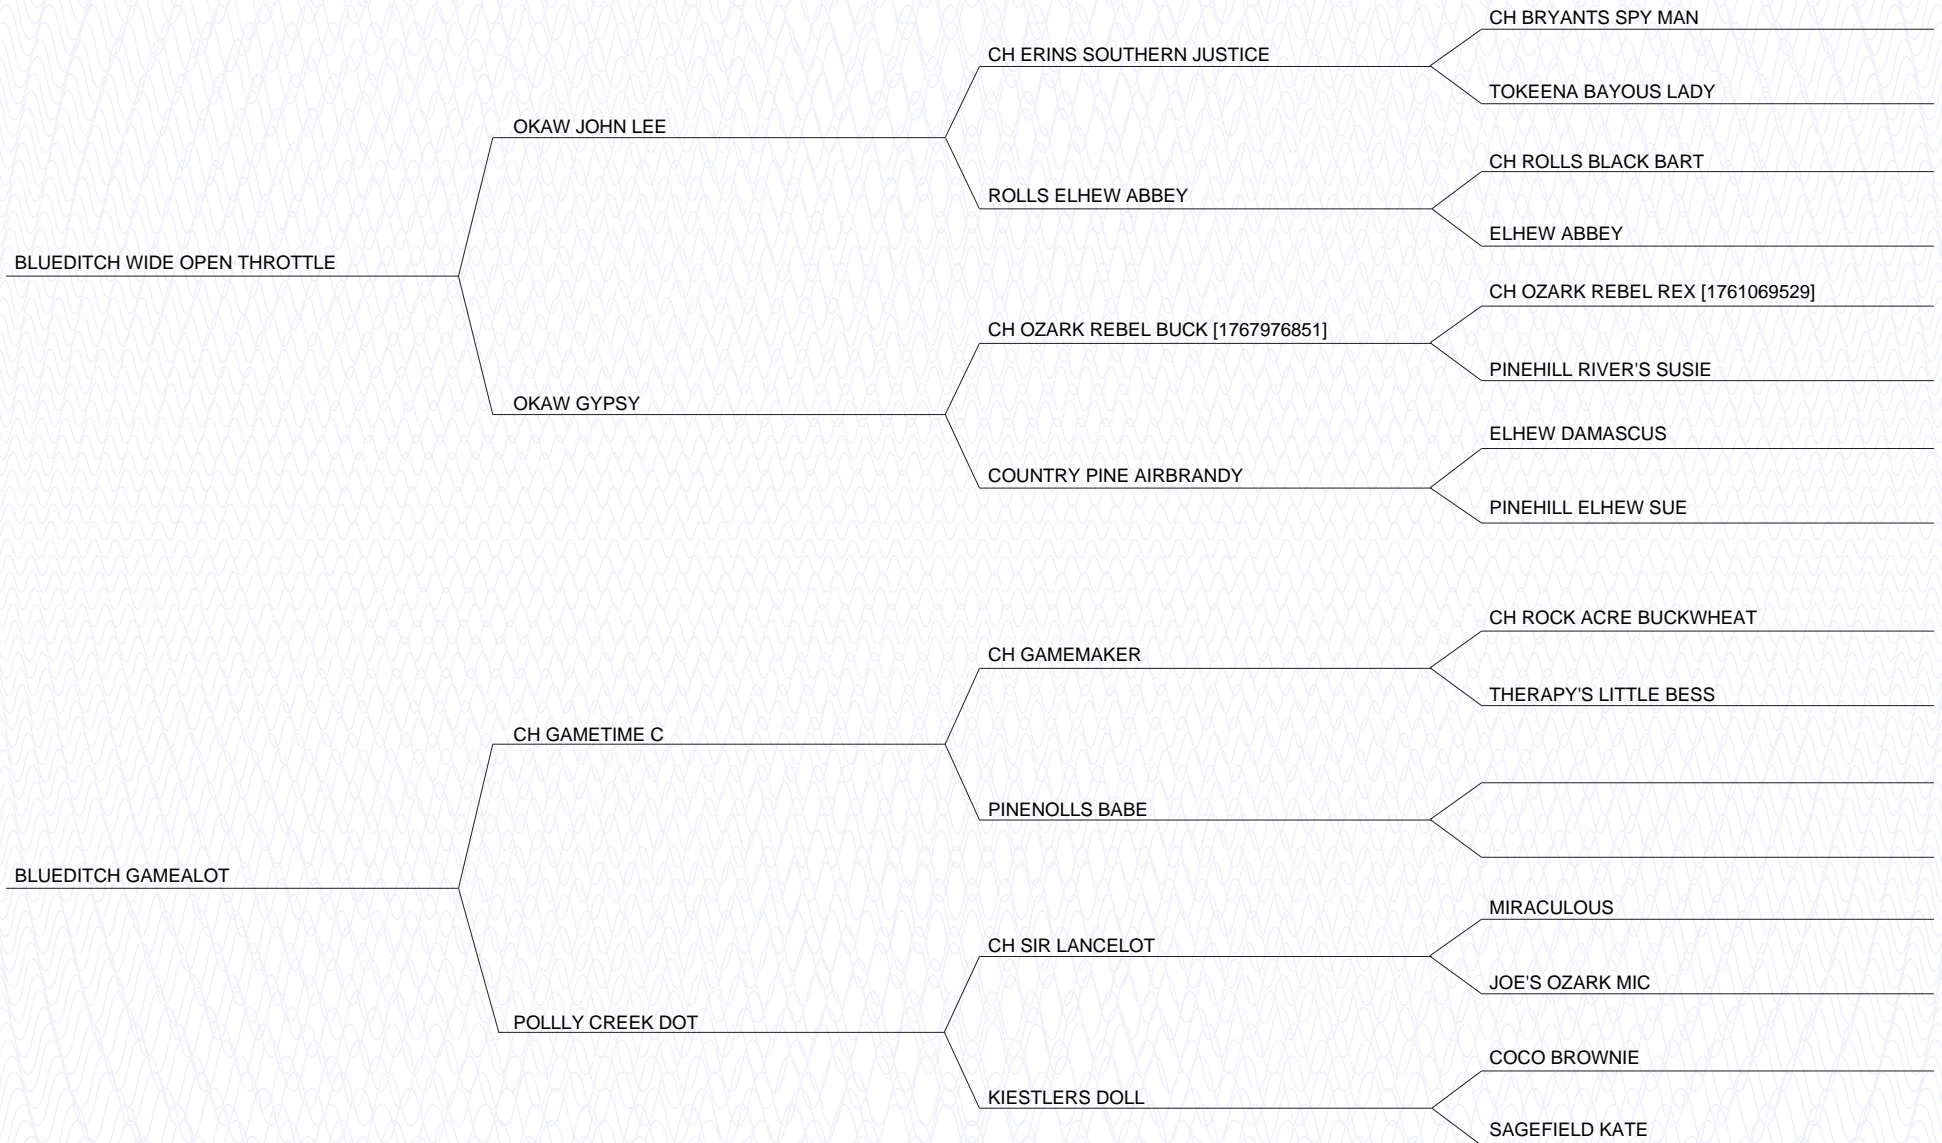 CH BRYANTS SPY MAN
CH ERINS SOUTHERN JUSTICE
TOKEENA BAYOUS LADY
OKAW JOHN LEE
CH ROLLS BLACK BART
ROLLS ELHEW ABBEY
ELHEW ABBEY
BLUEDITCH WIDE OPEN THROTTLE
CH OZARK REBEL REX [1761069529]
CH OZARK REBEL BUCK [1767976851]
PINEHILL RIVER'S SUSIE
OKAW GYPSY
ELHEW DAMASCUS
COUNTRY PINE AIRBRANDY
PINEHILL ELHEW SUE
CH ROCK ACRE BUCKWHEAT
CH GAMEMAKER
THERAPY'S LITTLE BESS
CH GAMETIME C
PINENOLLS BABE
BLUEDITCH GAMEALOT
MIRACULOUS
CH SIR LANCELOT
JOE'S OZARK MIC
POLLLY CREEK DOT
COCO BROWNIE
KIESTLERS DOLL
SAGEFIELD KATE